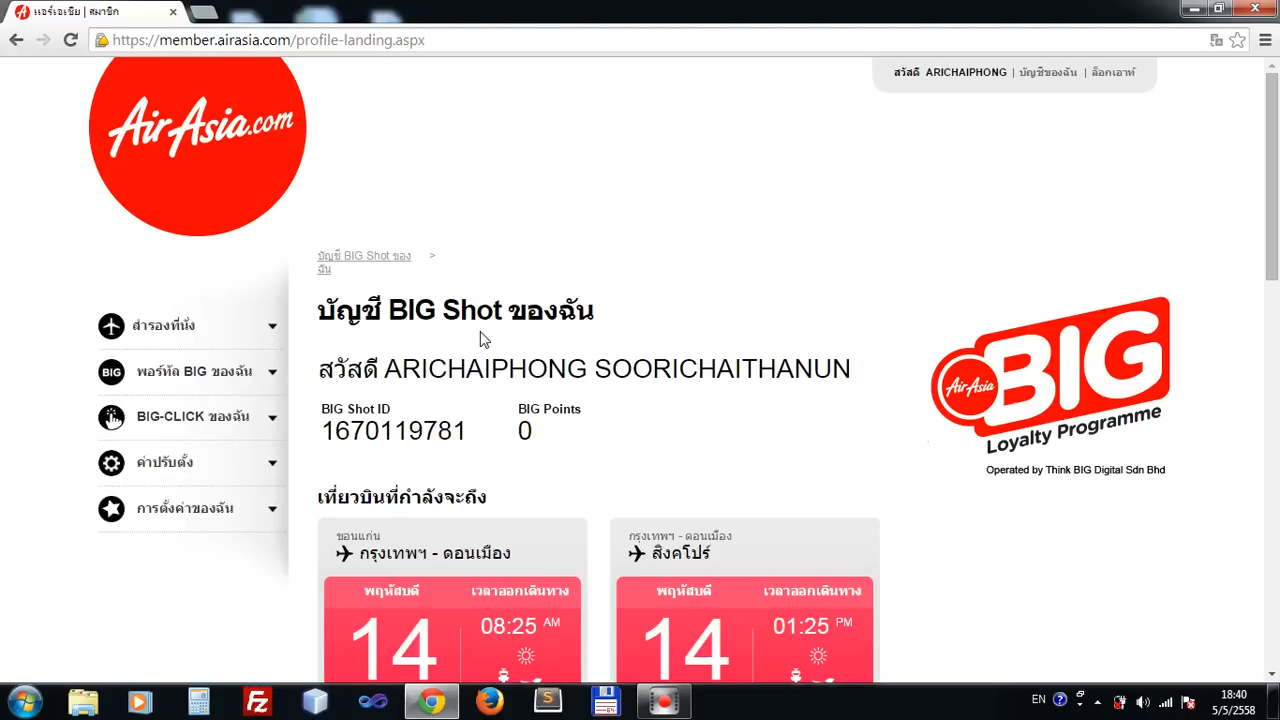 แอร์เอเชีย | สมาชิก
https://member.airasia.com/profile-landing.aspx
AirAsia.com
สวัสดี ARICHAIPHONG | บัญชีของฉัน | ล็อกเอาท์
บัญชี BIG Shot ของ >
ฉัน
บัญชี BIG Shot ของฉัน
สวัสดี ARICHAIPHONG SOORICHAITHANUN
BIG Shot ID BIG Points
1670119781 0
สำรองที่นั่ง
BIG พอร์ทัล BIG ของฉัน
BIG-CLICK ของฉัน
ค่าปรับตั้ง
การตั้งค่าของฉัน
AirAsia BIG
Loyalty Programme
Operated by Think BIG Digital Sdn Bhd
เที่ยวบินที่กำลังจะถึง
ขอนแก่น
กรุงเทพฯ - ดอนเมือง
พฤหัสบดี เวลาออกเดินทาง
14 08:25 AM
กรุงเทพฯ - ดอนเมือง
สิงคโปร์
พฤหัสบดี เวลาออกเดินทาง
14 01:25 PM
EN
18:40
5/5/2558